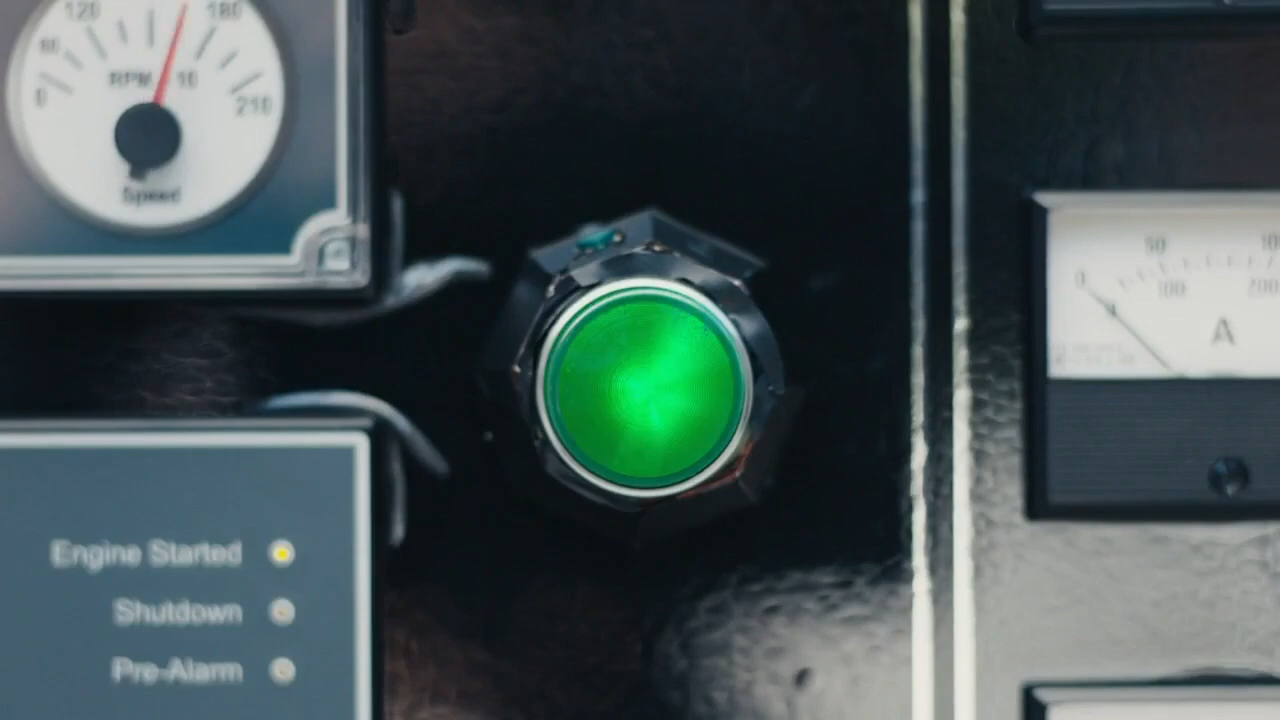 120 180
60
RPM 10
0 210
Speed
50
0
100 200
A
Engine Started
Shutdown
Pre-Alarm